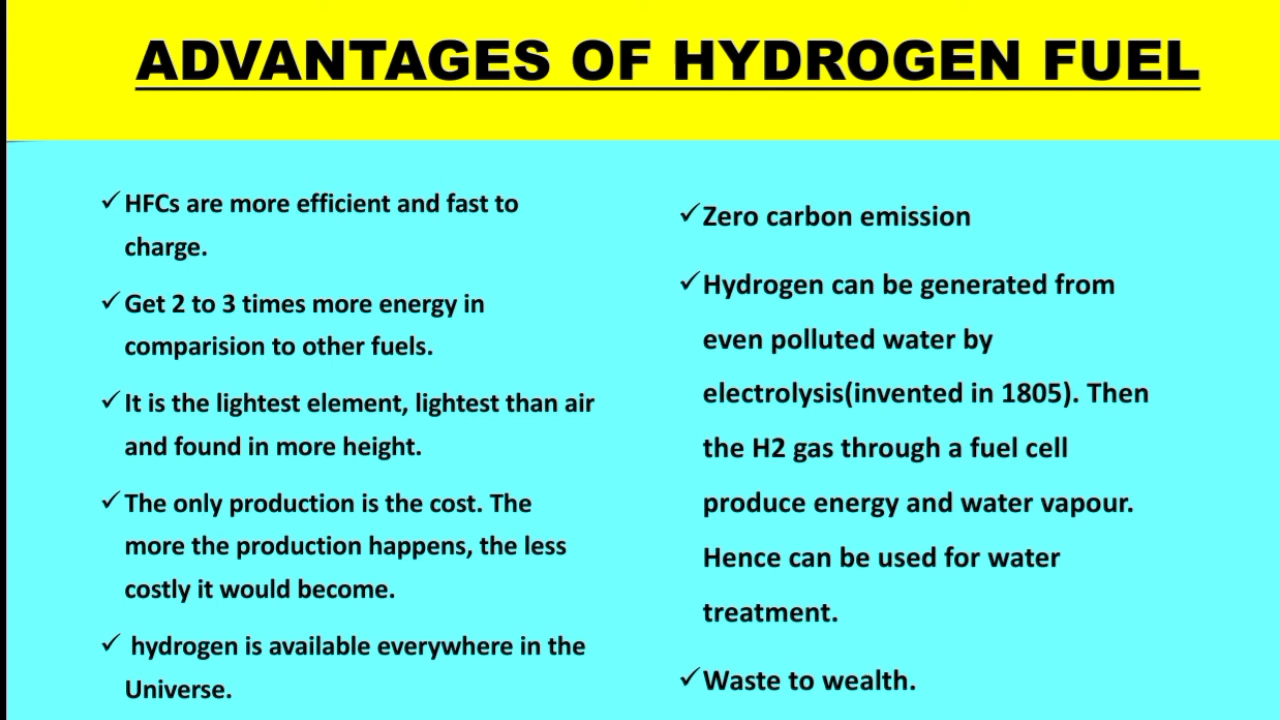 ADVANTAGES OF HYDROGEN FUEL
✓HFCs are more efficient and fast to
charge.
✓Get 2 to 3 times more energy in
comparision to other fuels.
✓It is the lightest element, lightest than air
and found in more height.
✓The only production is the cost. The
more the production happens, the less
costly it would become.
✓ hydrogen is available everywhere in the
Universe.
✓Zero carbon emission
✓Hydrogen can be generated from
even polluted water by
electrolysis(invented in 1805). Then
the H2 gas through a fuel cell
produce energy and water vapour.
Hence can be used for water
treatment.
✓Waste to wealth.